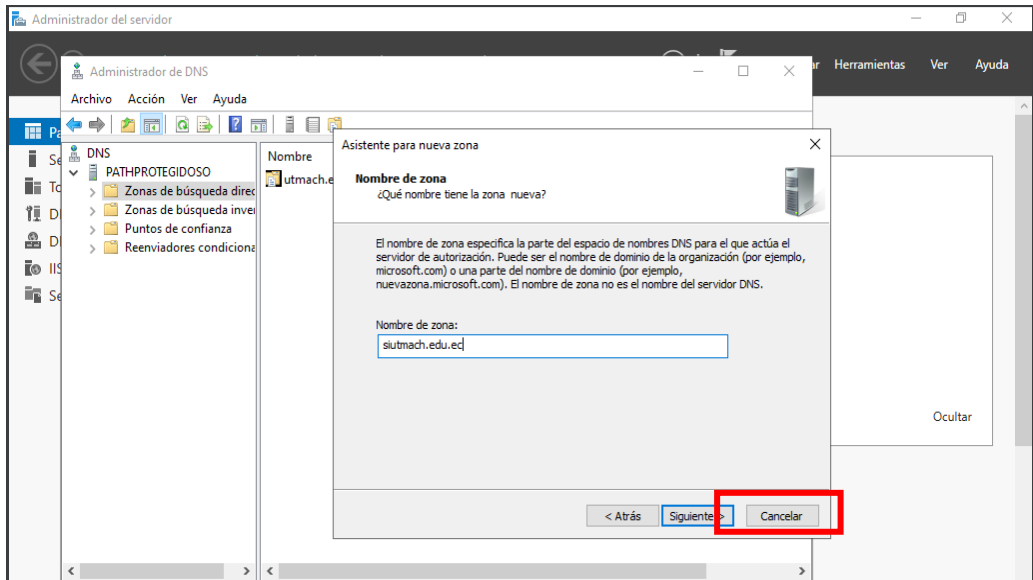 Administrador del servidor
Herramientas Ver Ayuda
Administrador de DNS
Archivo Acción Ver Ayuda
DNS
PATHPROTEGIDOSO
Zonas de búsqueda direc
Zonas de búsqueda inver
Puntos de confianza
Reenviadores condiciona
Nombre
utmach.e
Asistente para nueva zona
Nombre de zona
¿Qué nombre tiene la zona nueva?
El nombre de zona especifica la parte del espacio de nombres DNS para el que actúa el
servidor de autorización. Puede ser el nombre de dominio de la organización (por ejemplo,
microsoft.com) o una parte del nombre de dominio (por ejemplo,
nuevazona.microsoft.com). El nombre de zona no es el nombre del servidor DNS.
Nombre de zona:
siutmach.edu.ec
< Atrás Siguiente > Cancelar
Ocultar